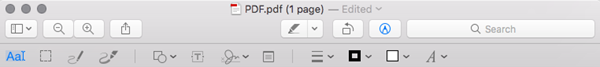 PDF.pdf (1 page) — Edited
Search
AaI
T
A